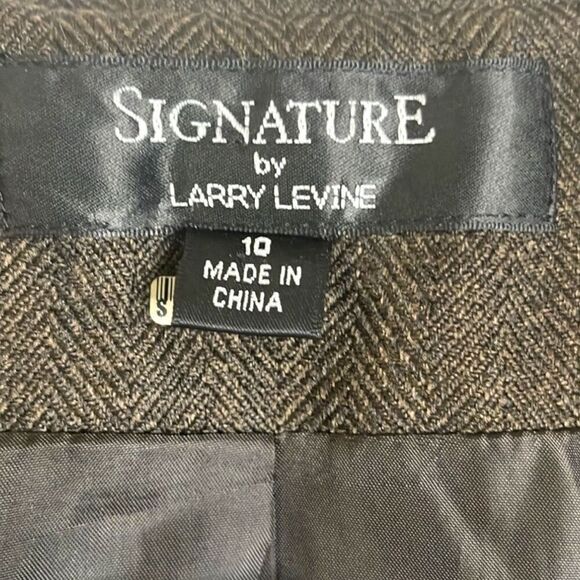 SIGNATURE
by
LARRY LEVINE
10
MADE IN
CHINA
S